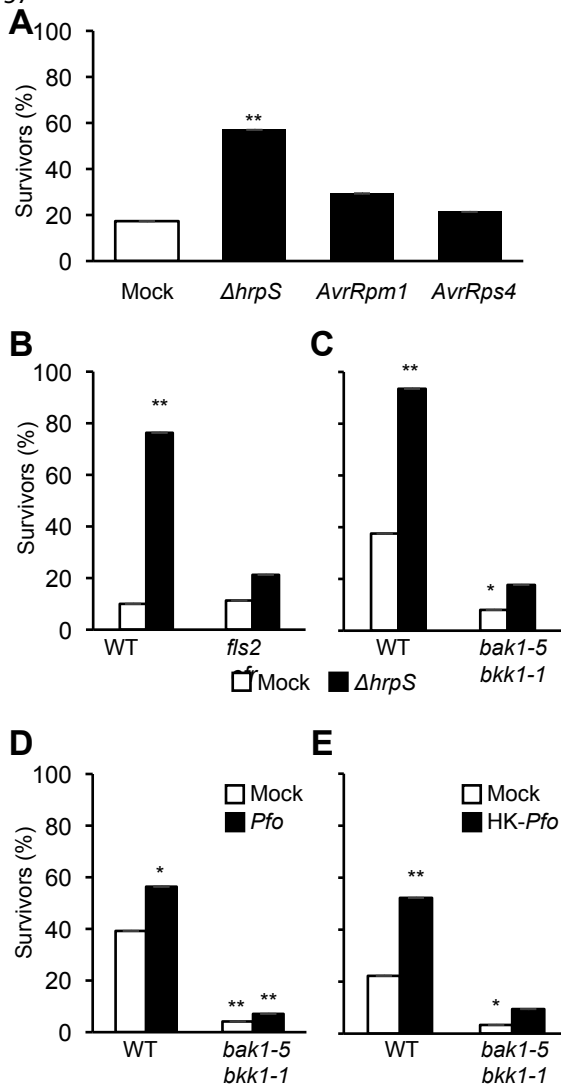 A
100
80
60
40
20
0
Survivors (%)
**
Mock ΔhrpS AvrRpm1 AvrRps4
B
100
80
60
40
20
0
Survivors (%)
**
WT fls2
efr
C
**
*
WT bak1-5
bkk1-1
Mock ΔhrpS
D
100
80
60
40
20
0
Survivors (%)
Mock
Pfo
*
** **
WT bak1-5
bkk1-1
E
Mock
HK-Pfo
**
*
WT bak1-5
bkk1-1